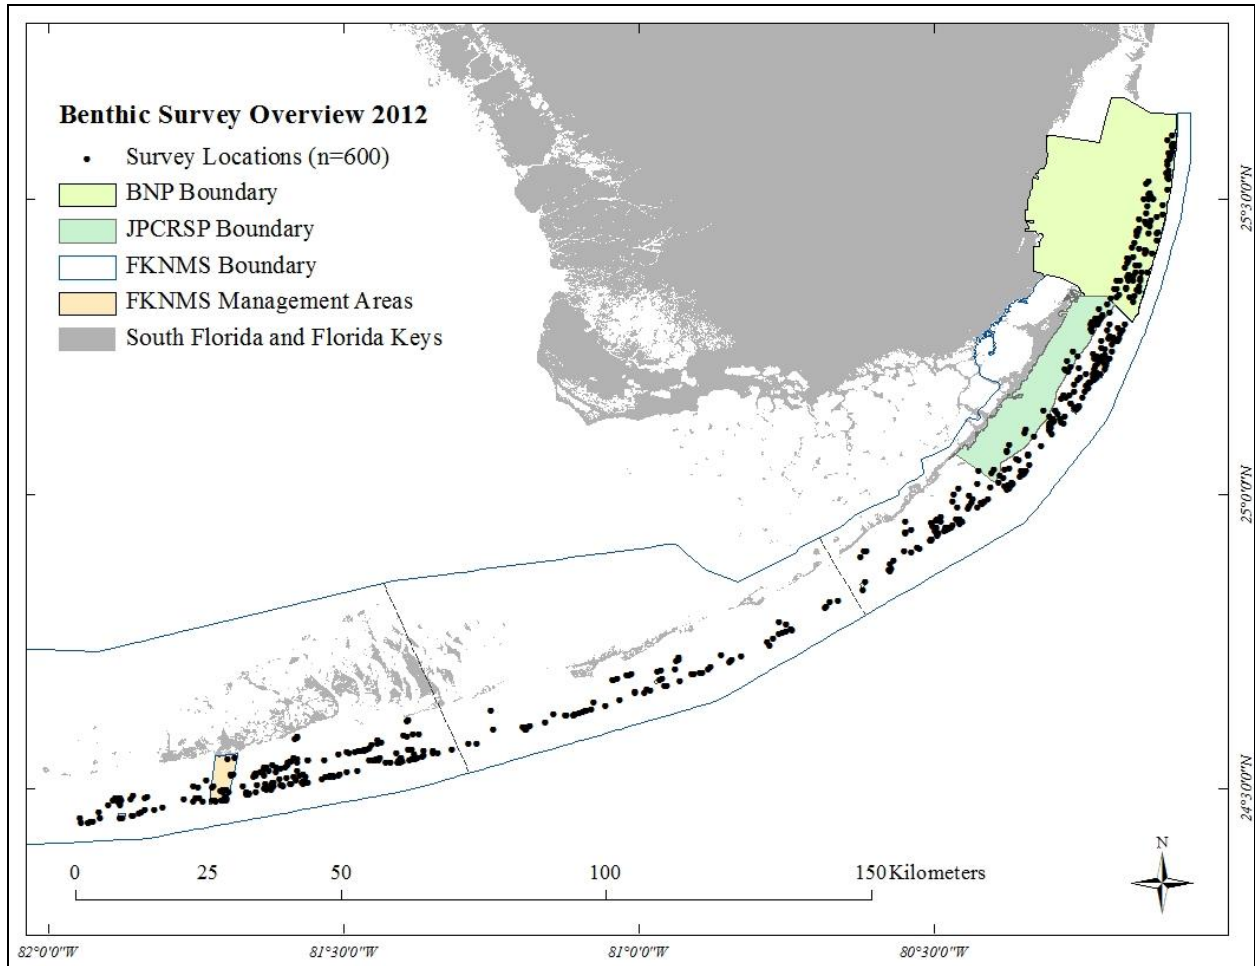 Benthic Survey Overview 2012
Survey Locations (n=600)
BNP Boundary
JPCRSP Boundary
FKNMS Boundary
FKNMS Management Areas
South Florida and Florida Keys
25°30'0"N
25°0'0"N
24°30'0"N
N
0 25 50 100 150 Kilometers
82°0'0"W 81°30'0"W 81°0'0"W 80°30'0"W